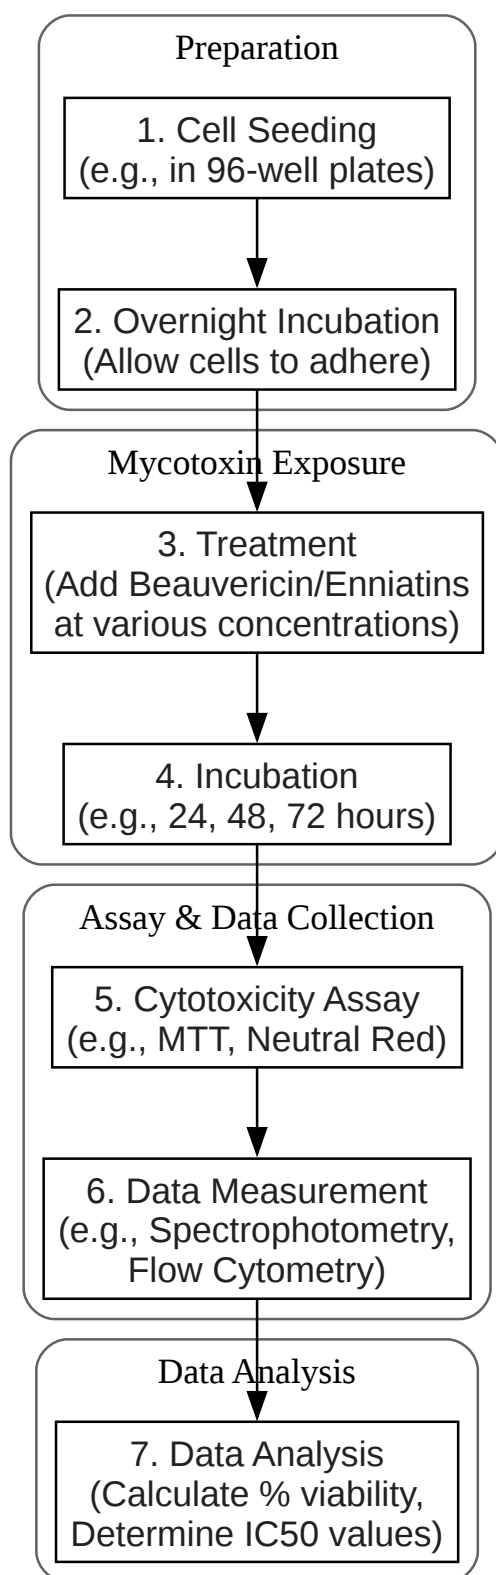 Preparation
1. Cell Seeding
(e.g., in 96-well plates)
2. Overnight Incubation
(Allow cells to adhere)
Mycotoxin Exposure
3. Treatment
(Add Beauvericin/Enniatins
at various concentrations)
4. Incubation
(e.g., 24, 48, 72 hours)
Assay & Data Collection
5. Cytotoxicity Assay
(e.g., MTT, Neutral Red)
6. Data Measurement
(e.g., Spectrophotometry,
Flow Cytometry)
Data Analysis
7. Data Analysis
(Calculate % viability,
Determine IC50 values)